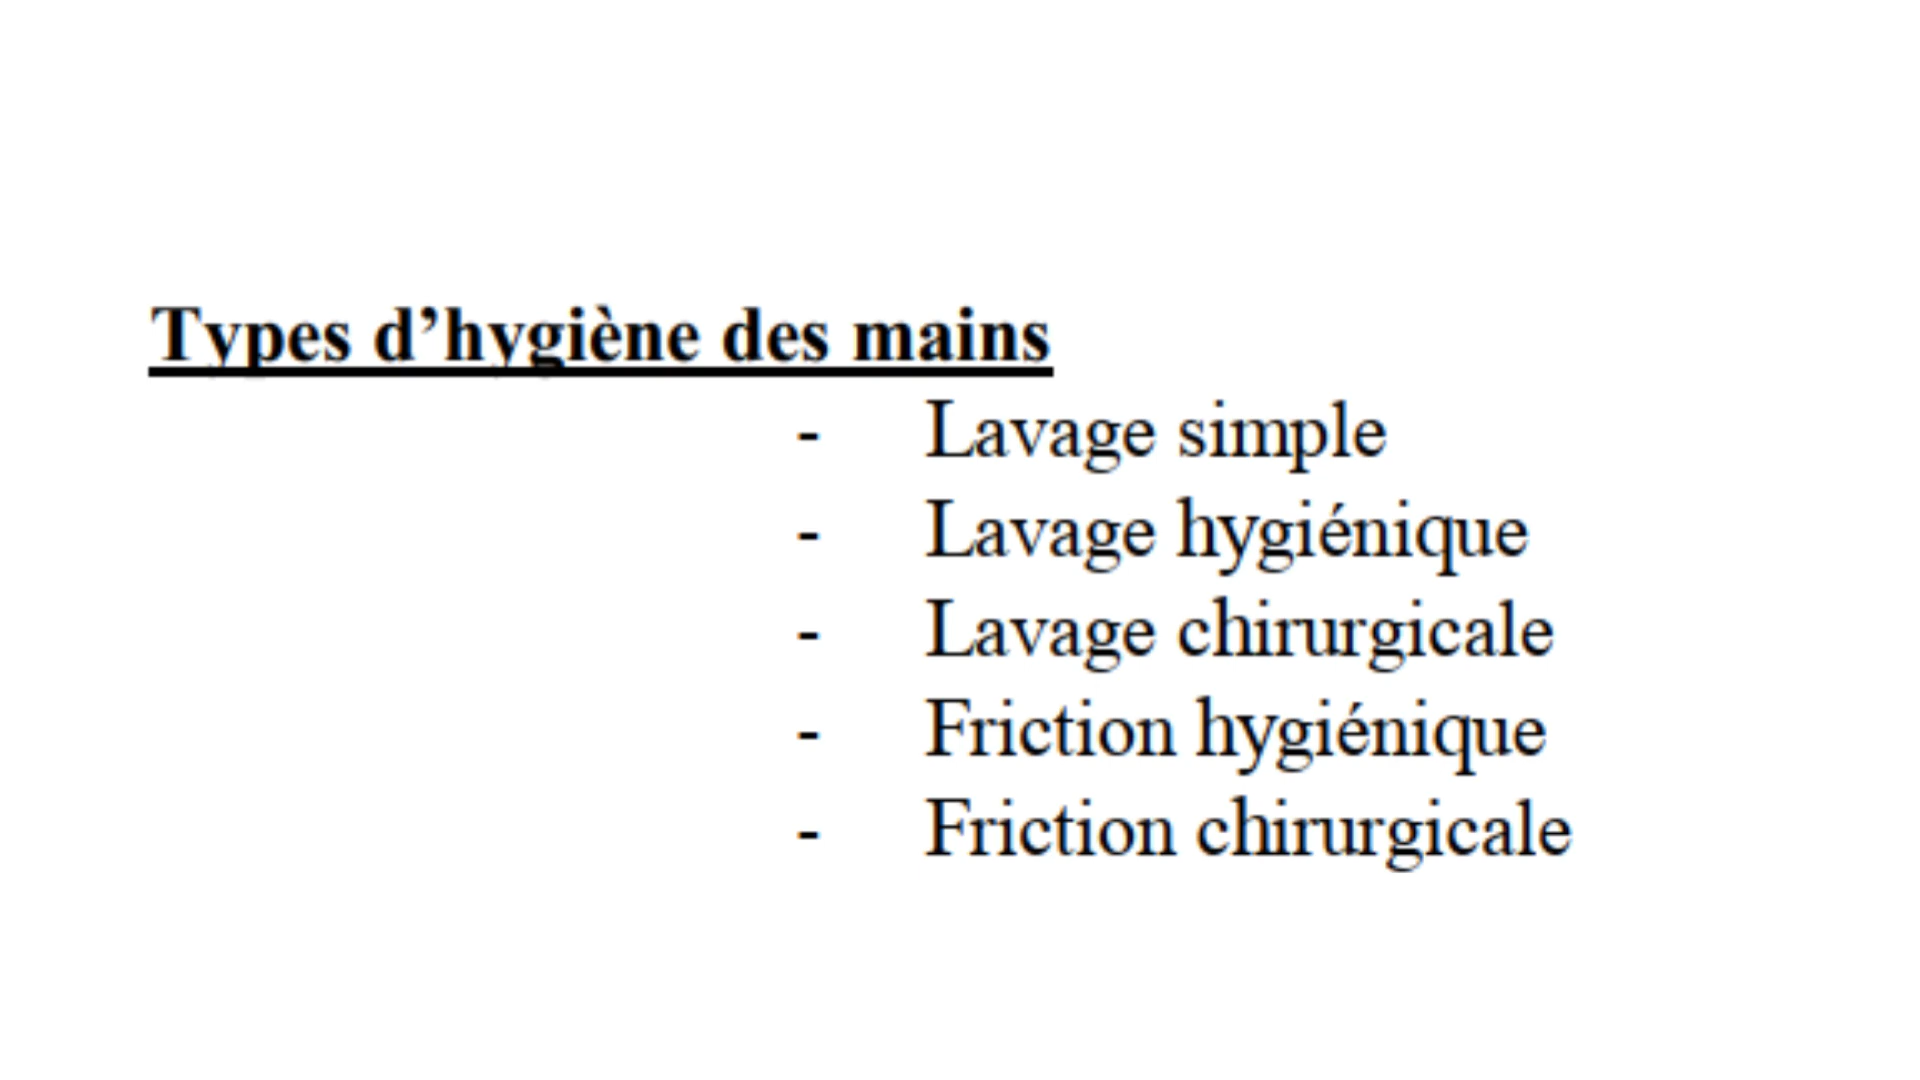 Types d’hygiène des mains
- Lavage simple
- Lavage hygiénique
- Lavage chirurgicale
- Friction hygiénique
- Friction chirurgicale